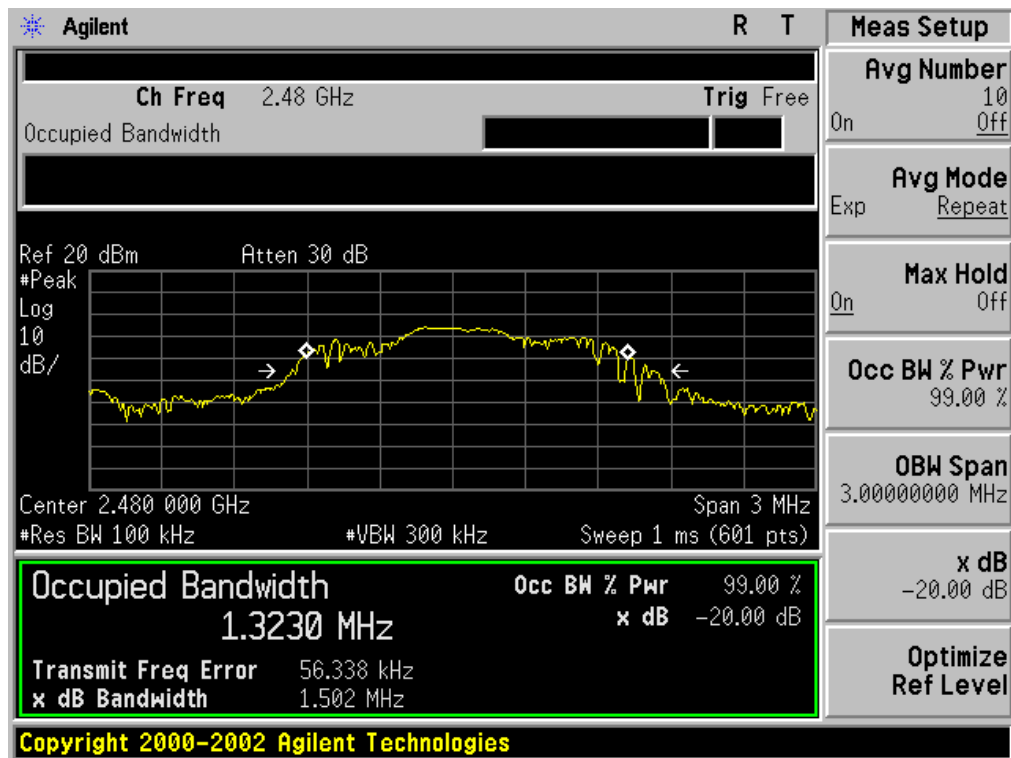 Agilent R T
Ch Freq 2.48 GHz Trig Free
Occupied Bandwidth
Ref 20 dBm Atten 30 dB
#Peak
Log
10
dB/
Center 2.480 000 GHz Span 3 MHz
#Res BW 100 kHz #VBW 300 kHz Sweep 1 ms (601 pts)
Occupied Bandwidth Occ BW % Pwr 99.00 %
1.3230 MHz x dB -20.00 dB
Transmit Freq Error 56.338 kHz
x dB Bandwidth 1.502 MHz
Copyright 2000-2002 Agilent Technologies
Meas Setup
Avg Number
10
On Off
Avg Mode
Exp Repeat
Max Hold
On Off
Occ BW % Pwr
99.00 %
OBW Span
3.00000000 MHz
x dB
-20.00 dB
Optimize
Ref Level